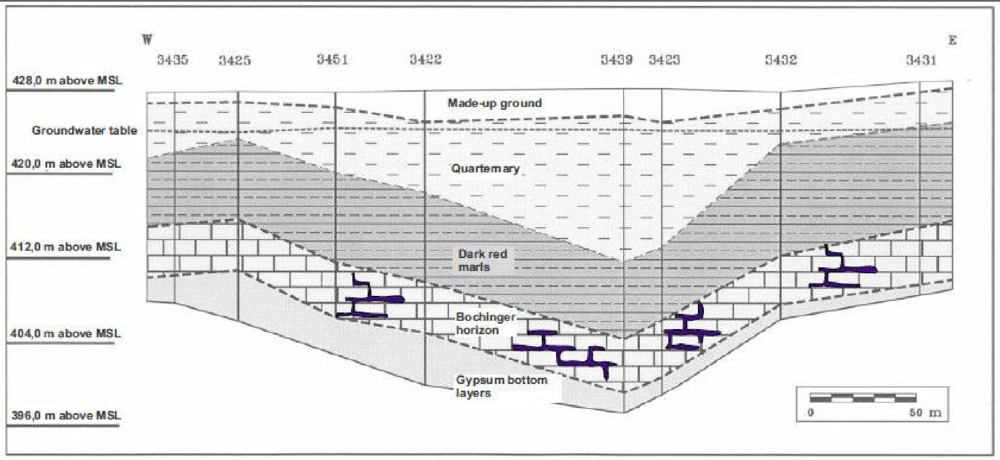 W
E
3435
3425
3451
3422
3439
3423
3432
3431
428,0 m above MSL
Made-up ground
Groundwater table
420,0 m above MSL
Quarternary
412,0 m above MSL
Dark red
marls
Bochinger
horizon
404,0 m above MSL
Gypsum bottom
layers
396,0 m above MSL
0
50 m